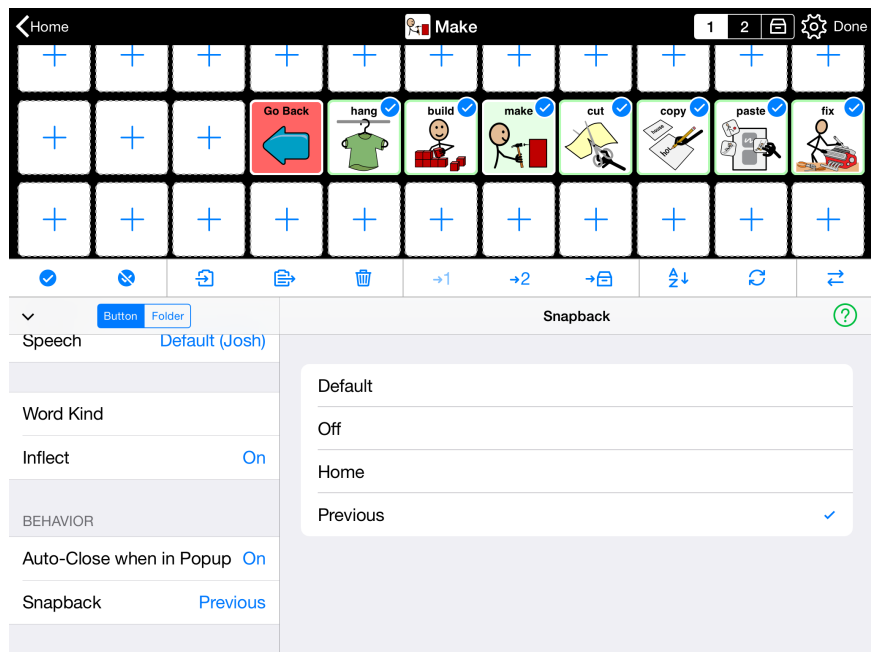 Home
Make
1 2
Done
Go Back
hang
build
make
cut
copy
paste
fix
→1
→2
A
Z
Button Folder
Snapback
?
Speech Default (Josh)
Word Kind
Inflect On
BEHAVIOR
Auto-Close when in Popup On
Snapback Previous
Default
Off
Home
Previous